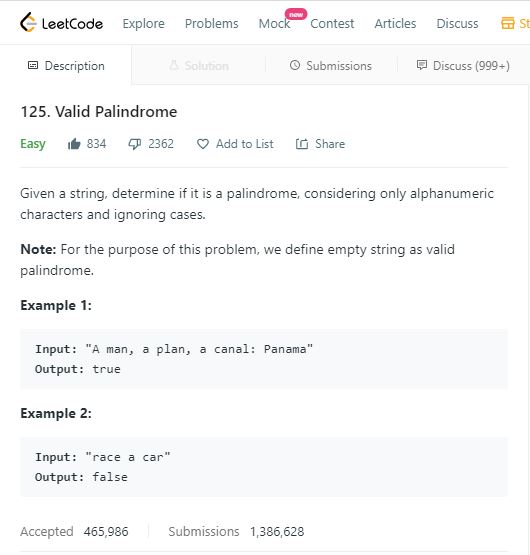 LeetCode Explore Problems Mock new Contest Articles Discuss St
Description Solution Submissions Discuss (999+)
125. Valid Palindrome
Easy 834 2362 Add to List Share
Given a string, determine if it is a palindrome, considering only alphanumeric
characters and ignoring cases.
Note: For the purpose of this problem, we define empty string as valid
palindrome.
Example 1:
Input: "A man, a plan, a canal: Panama"
Output: true
Example 2:
Input: "race a car"
Output: false
Accepted 465,986 Submissions 1,386,628